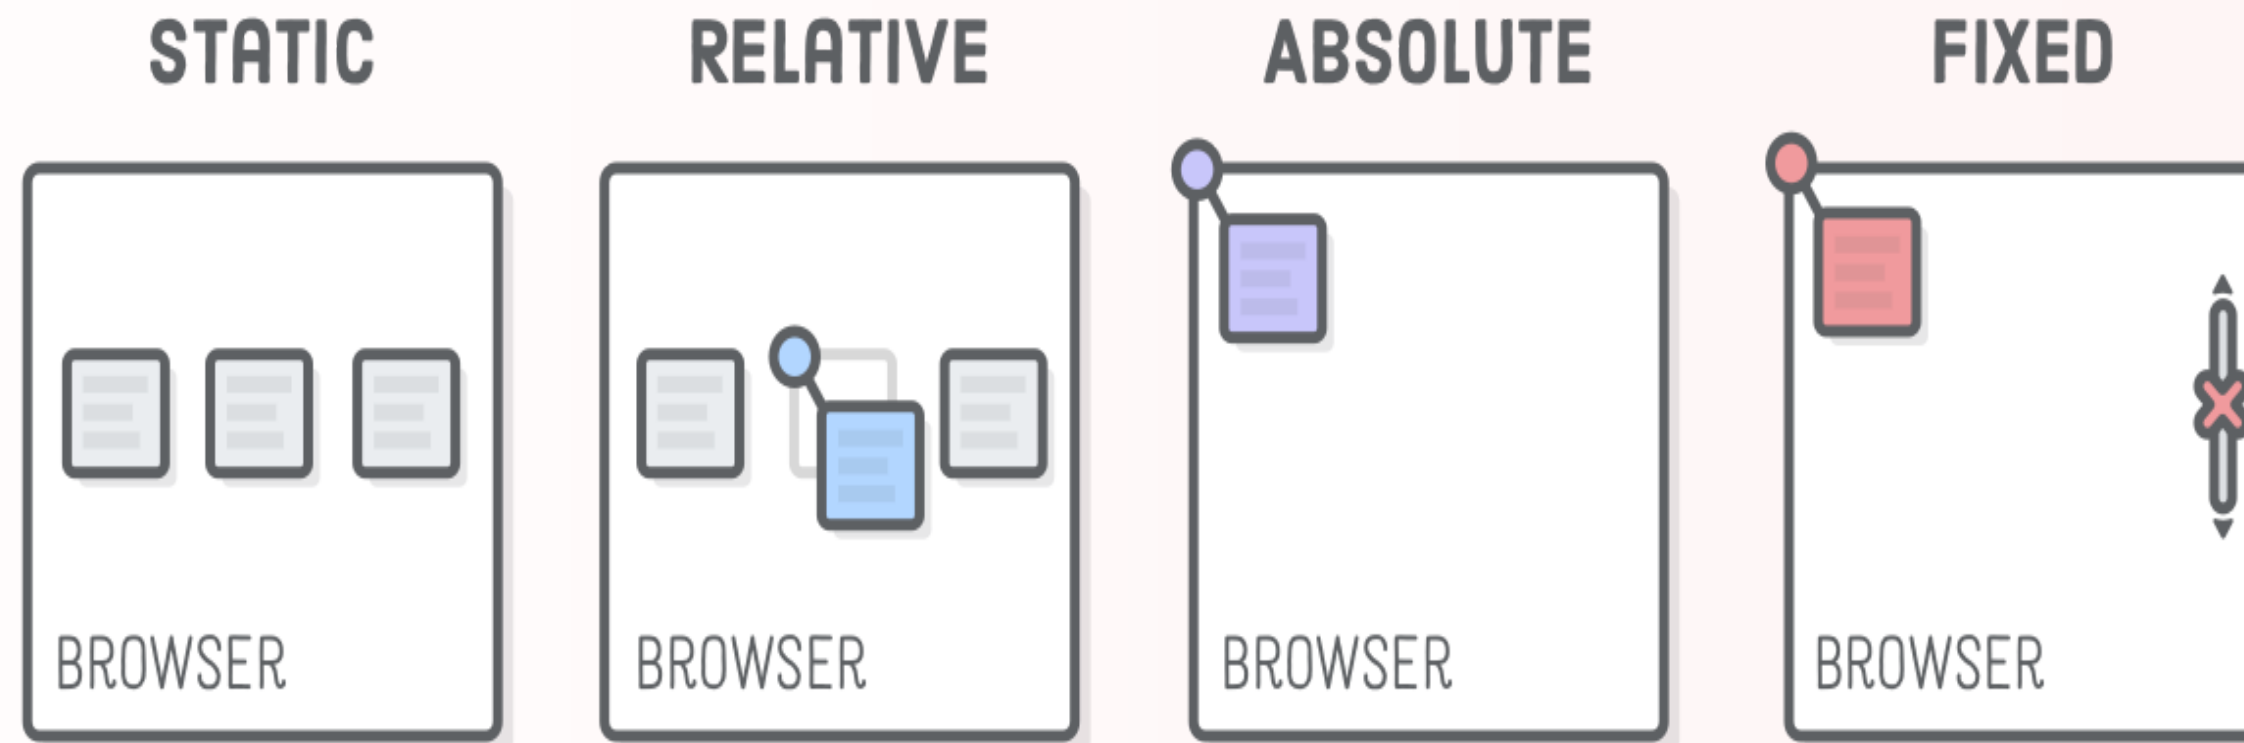 STATIC
RELATIVE
ABSOLUTE
FIXED
BROWSER
BROWSER
BROWSER
BROWSER